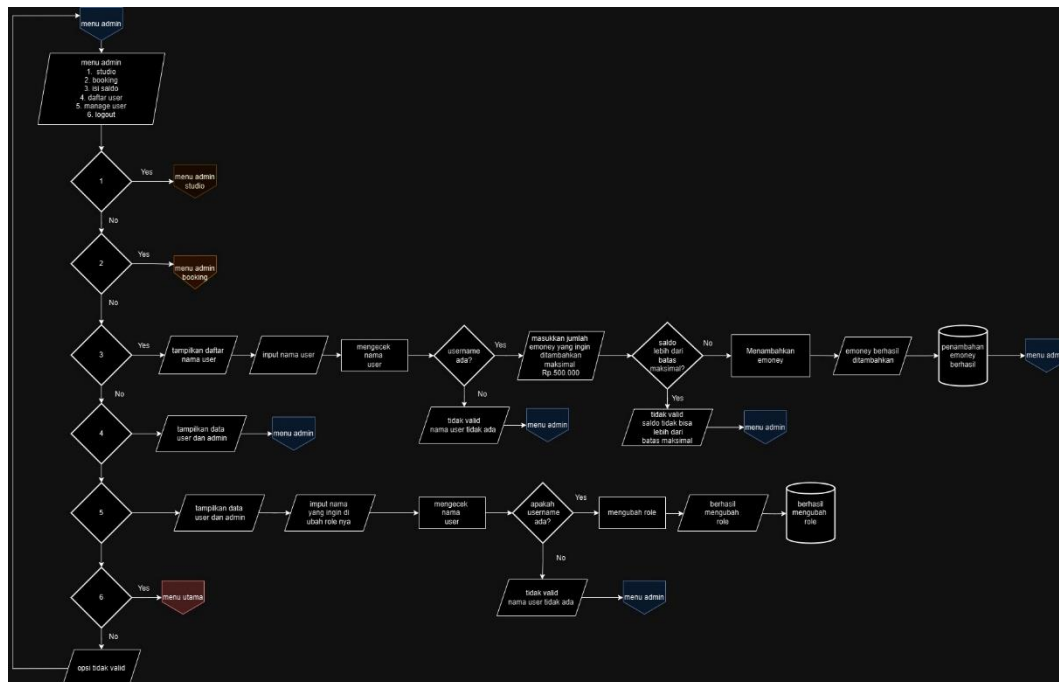 menu admin
menu admin
1. studio
2. booking
3. isi saldo
4. daftar user
5. manage user
6. logout
1
Yes
menu admin
studio
No
2
Yes
menu admin
booking
No
3
Yes
tampilkan daftar
nama user
input nama user
mengecek
nama
user
username
ada?
Yes
masukkan jumlah
emoney yang ingin
ditambahkan
maksimal
Rp.500.000
saldo
lebih dari
batas
maksimal?
No
Menambahkan
emoney
emoney berhasil
ditambahkan
penambahan
emoney
berhasil
menu adm
No
tidak valid
nama user tidak ada
menu admin
Yes
tidak valid
saldo tidak bisa
lebih dari
batas maksimal
menu admin
No
4
tampilkan data
user dan admin
menu admin
5
tampilkan data
user dan admin
imput nama
yang ingin di
ubah role nya
mengecek
nama
user
apakah
username
ada?
Yes
mengubah role
berhasil
mengubah
role
berhasil
mengubah
role
No
tidak valid
nama user tidak ada
menu admin
6
Yes
menu utama
No
opsi tidak valid